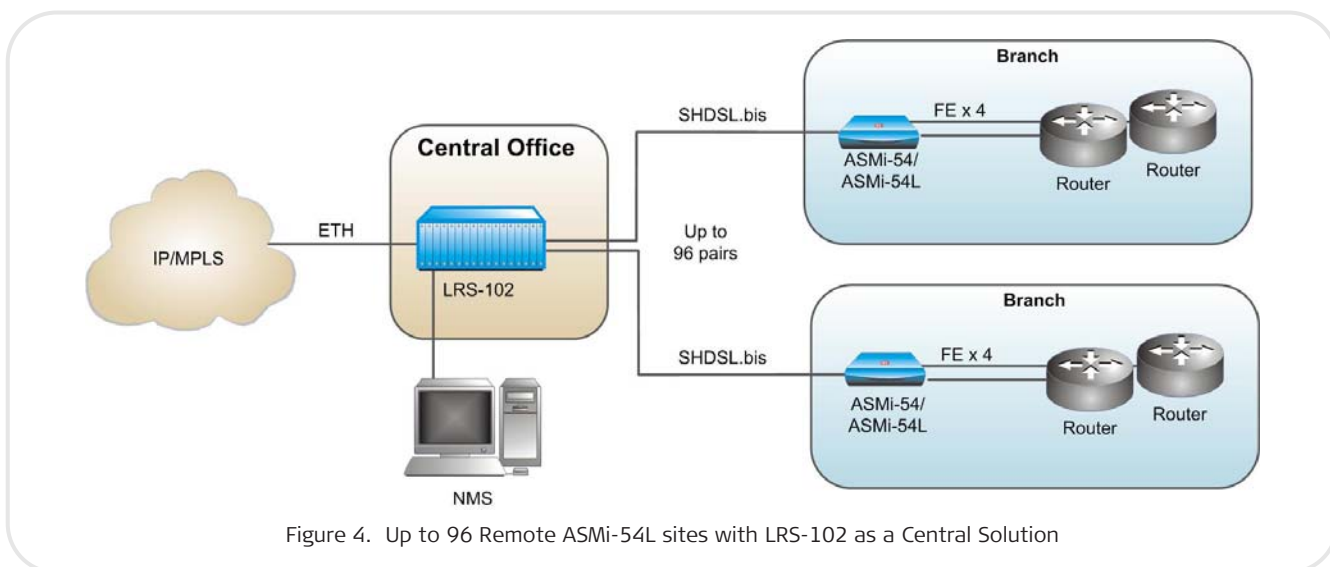 Branch
SHDSL.bis
FE x 4
ASMi-54/
ASMi-54L
Router
Router
Central Office
ETH
IP/MPLS
LRS-102
Up to
96 pairs
NMS
Branch
SHDSL.bis
FE x 4
ASMi-54/
ASMi-54L
Router
Router
Figure 4. Up to 96 Remote ASMi-54L sites with LRS-102 as a Central Solution